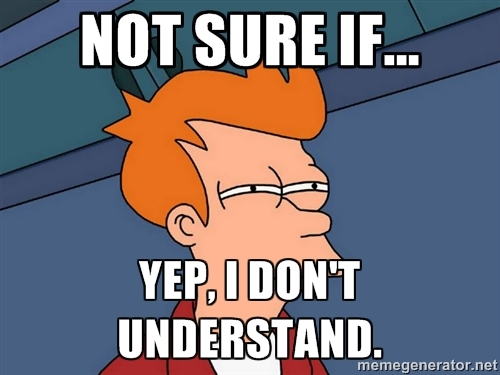 NOT SURE IF...
YEP, I DON'T
UNDERSTAND.
memegenerator.net